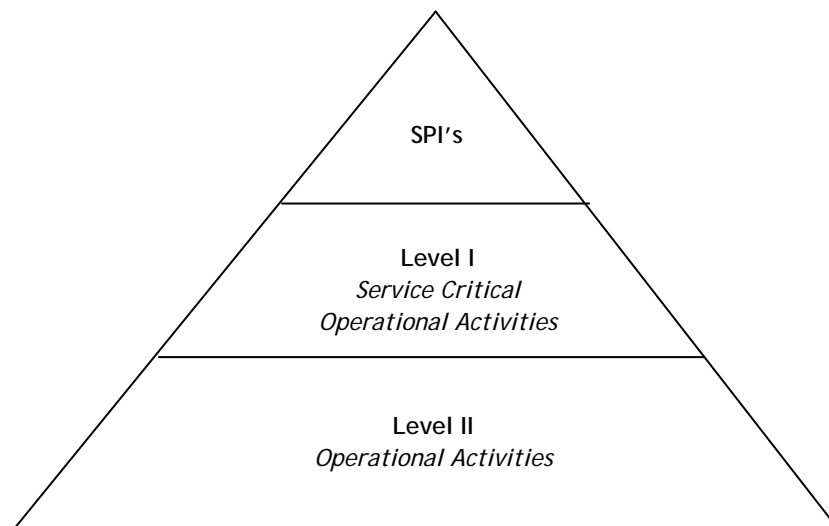 SPI's
Level I
Service Critical
Operational Activities
Level II
Operational Activities